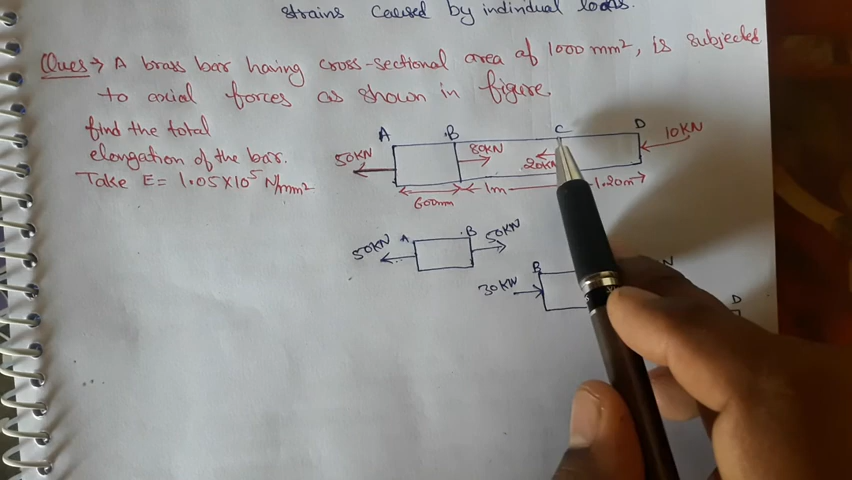 strains caused by individual loads.
Ques → A brass bar having cross-sectional area of 1000 mm², is subjected
to axial forces as shown in figure.
find the total
elongation of the bar.
Take E = 1.05×10⁵ N/mm²
A B C D
50KN 80KN 20KN 10KN
600mm 1m 1.20m
50KN A B 50KN
30KN B
D